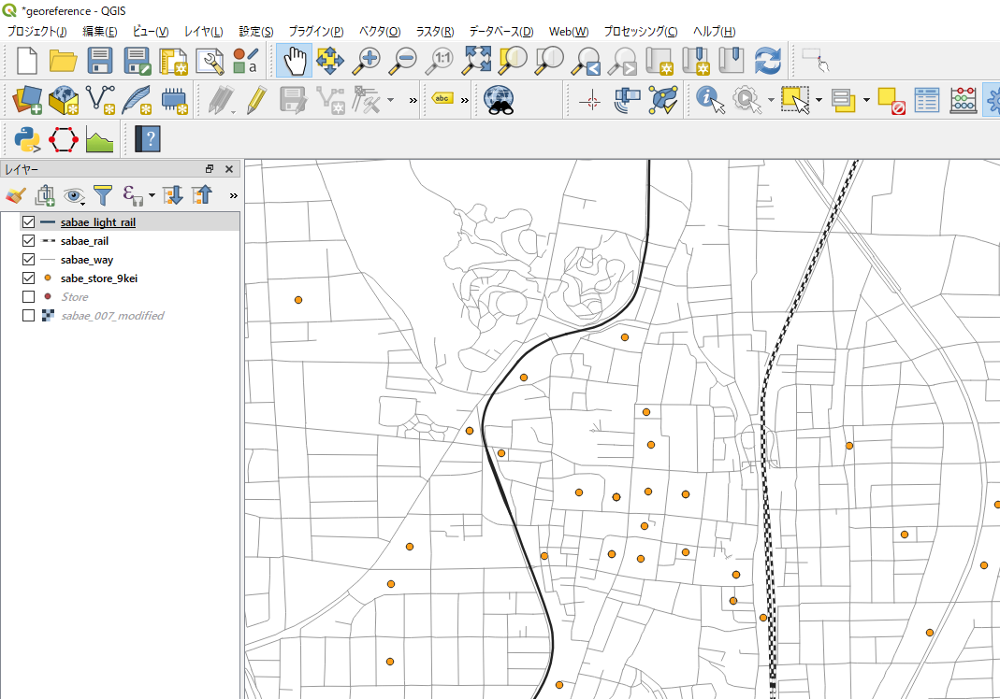 *georeference - QGIS
プロジェクト(J) 編集(E) ビュー(V) レイヤ(L) 設定(S) プラグイン(P) ベクタ(O) ラスタ(R) データベース(D) Web(W) プロセッシング(C) ヘルプ(H)
a 1:1
abc » »
?
レイヤー
ε »
sabae_light_rail
sabae_rail
sabae_way
sabe_store_9kei
Store
sabae_007_modified